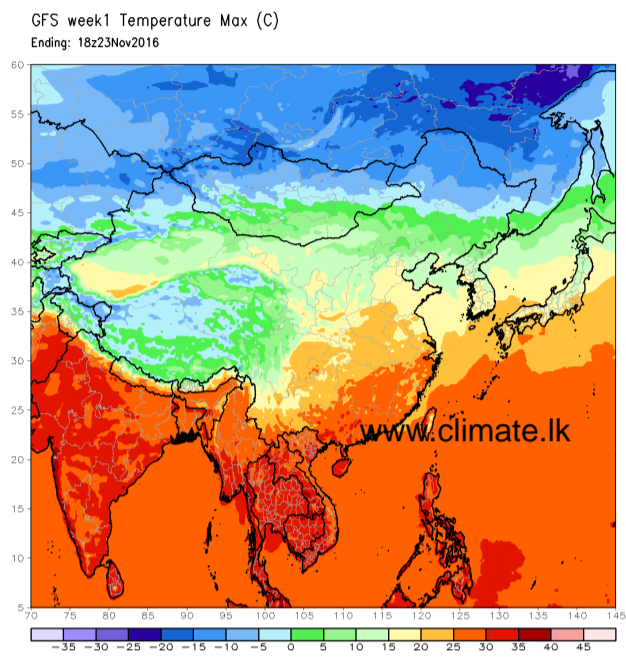 GFS week1 Temperature Max (C)
Ending: 18z23Nov2016
60
55
50
45
40
35
30
25
www.climate.lk
20
15
10
5
70 75 80 85 90 95 100 105 110 115 120 125 130 135 140 145
-35 -30 -25 -20 -15 -10 -5 0 5 10 15 20 25 30 35 40 45